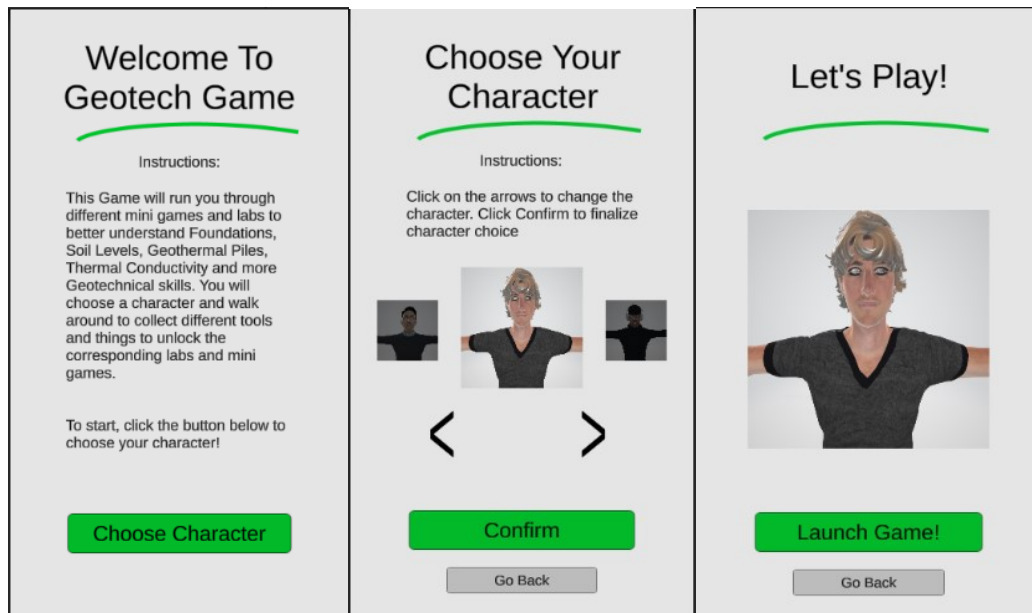 Welcome To
Geotech Game
Instructions:
This Game will run you through
different mini games and labs to
better understand Foundations,
Soil Levels, Geothermal Piles,
Thermal Conductivity and more
Geotechnical skills. You will
choose a character and walk
around to collect different tools
and things to unlock the
corresponding labs and mini
games.
To start, click the button below to
choose your character!
Choose Character
Choose Your
Character
Instructions:
Click on the arrows to change the
character. Click Confirm to finalize
character choice
< >
Confirm
Go Back
Let's Play!
Launch Game!
Go Back